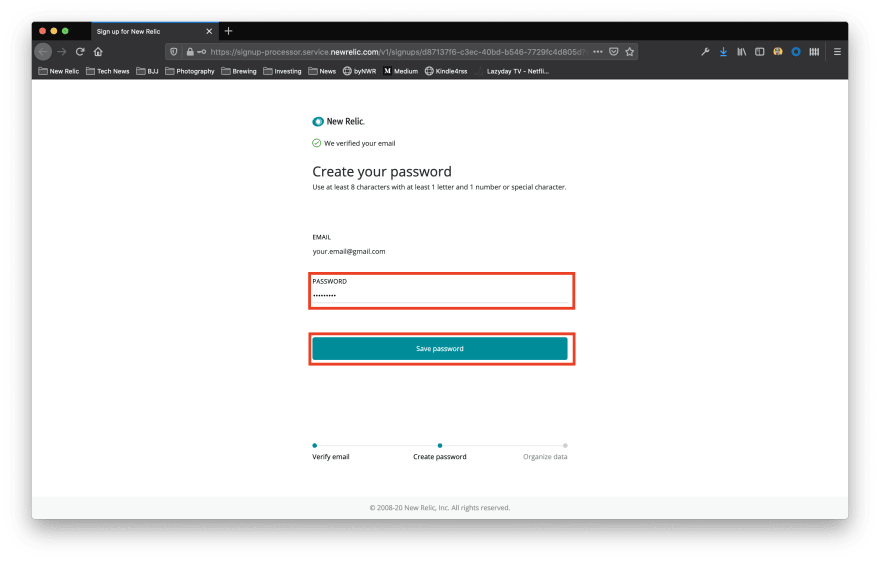 Sign up for New Relic
https://signup-processor.service.newrelic.com/v1/signups/d87137f6-c3ec-40bd-b546-7729fc4d805d
New Relic Tech News BJJ Photography Brewing Investing News byNWR M Medium Kindle4rss Lazyday TV - Netfli...
New Relic.
We verified your email
Create your password
Use at least 8 characters with at least 1 letter and 1 number or special character.
EMAIL
your.email@gmail.com
PASSWORD
•••••••••
Save password
Verify email Create password Organize data
© 2008-20 New Relic, Inc. All rights reserved.